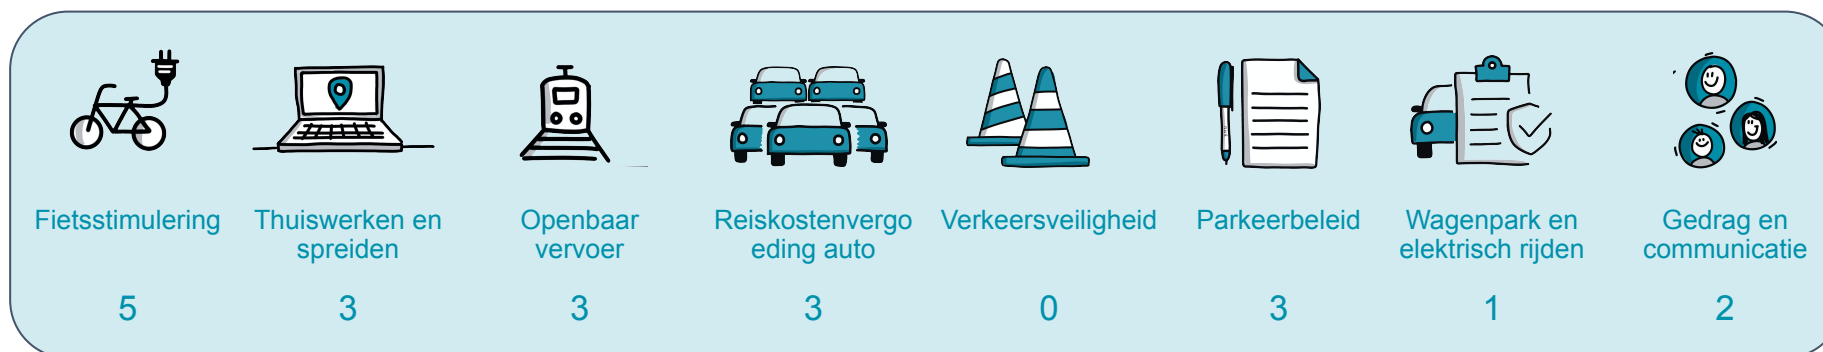 Fietsstimulering
Thuiswerken en
spreiden
Openbaar
vervoer
Reiskostenvergo
eding auto
Verkeersveiligheid
Parkeerbeleid
Wagenpark en
elektrisch rijden
Gedrag en
communicatie
5
3
3
3
0
3
1
2